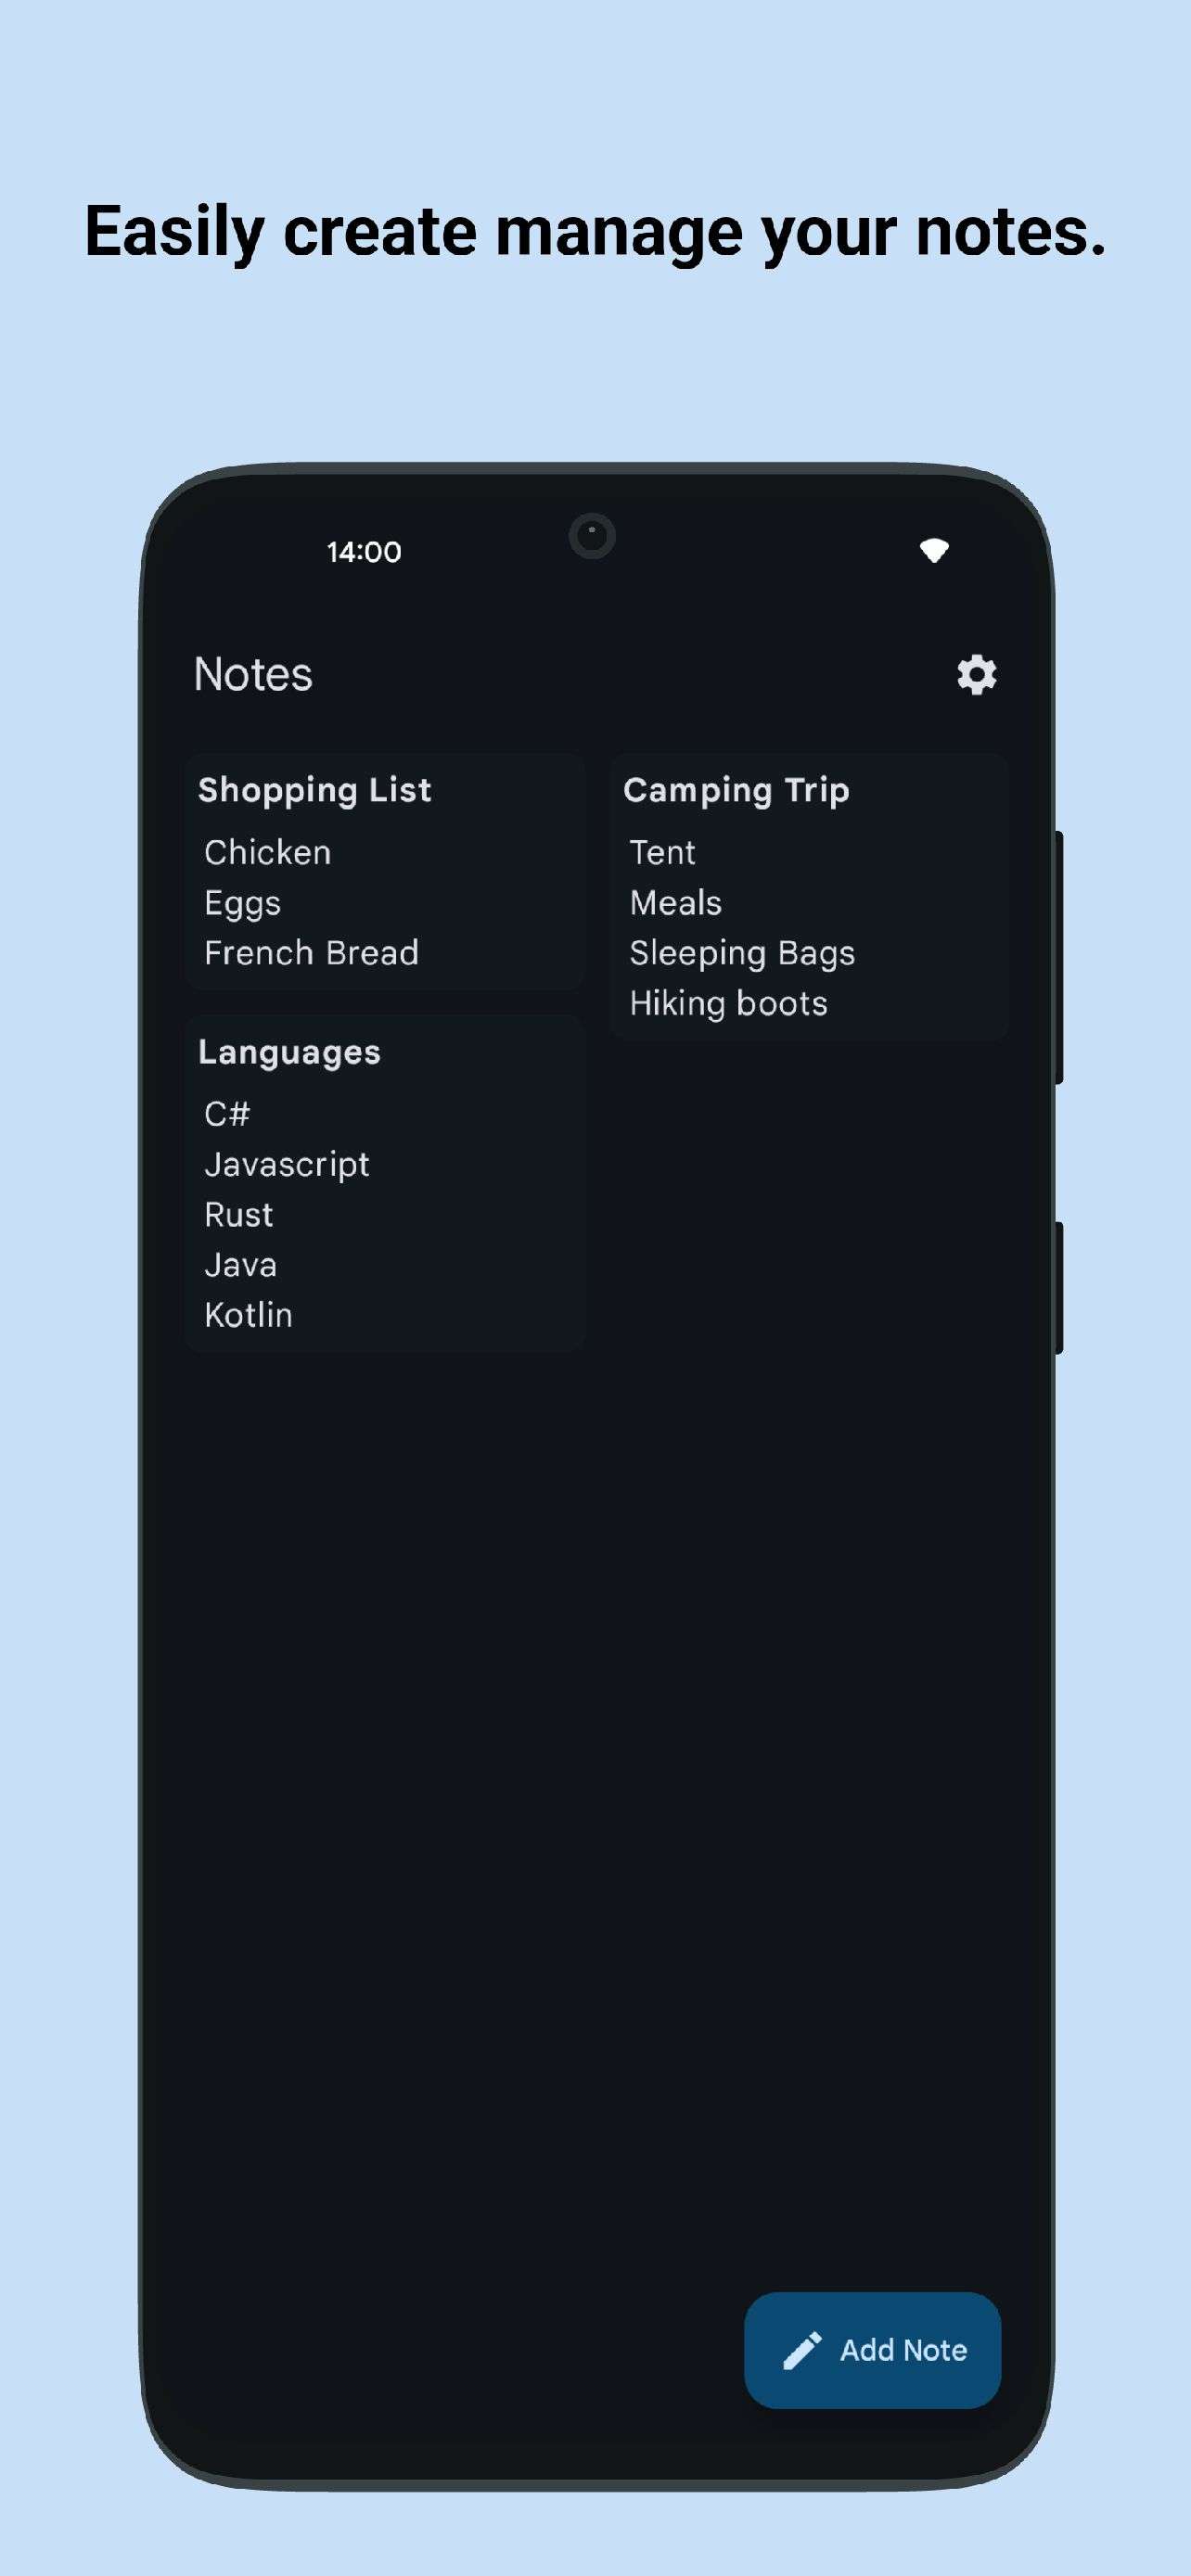 Easily create manage your notes.
14:00
Notes
Shopping List
Chicken
Eggs
French Bread
Camping Trip
Tent
Meals
Sleeping Bags
Hiking boots
Languages
C#
Javascript
Rust
Java
Kotlin
Add Note